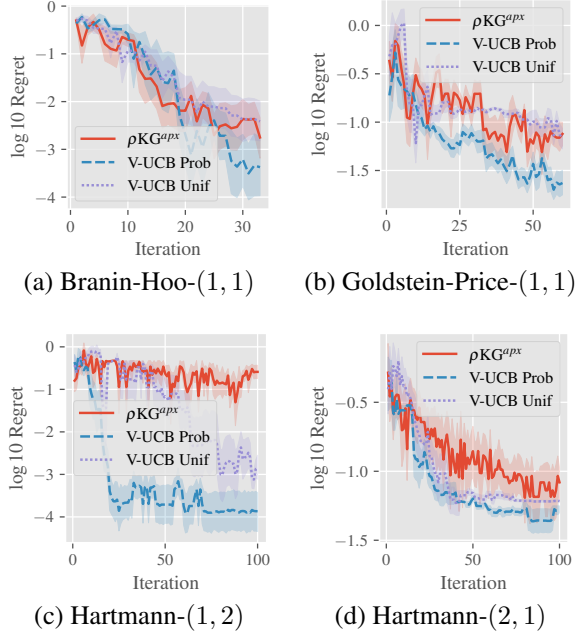 0
−1
−2
−3
−4
log 10 Regret
ρKG^apx
V-UCB Prob
V-UCB Unif
0 10 20 30
Iteration
(a) Branin-Hoo-(1, 1)
0.0
−0.5
−1.0
−1.5
log 10 Regret
ρKG^apx
V-UCB Prob
V-UCB Unif
0 25 50
Iteration
(b) Goldstein-Price-(1, 1)
0
−1
−2
−3
−4
log 10 Regret
ρKG^apx
V-UCB Prob
V-UCB Unif
0 50 100
Iteration
(c) Hartmann-(1, 2)
−0.5
−1.0
−1.5
log 10 Regret
ρKG^apx
V-UCB Prob
V-UCB Unif
0 50 100
Iteration
(d) Hartmann-(2, 1)